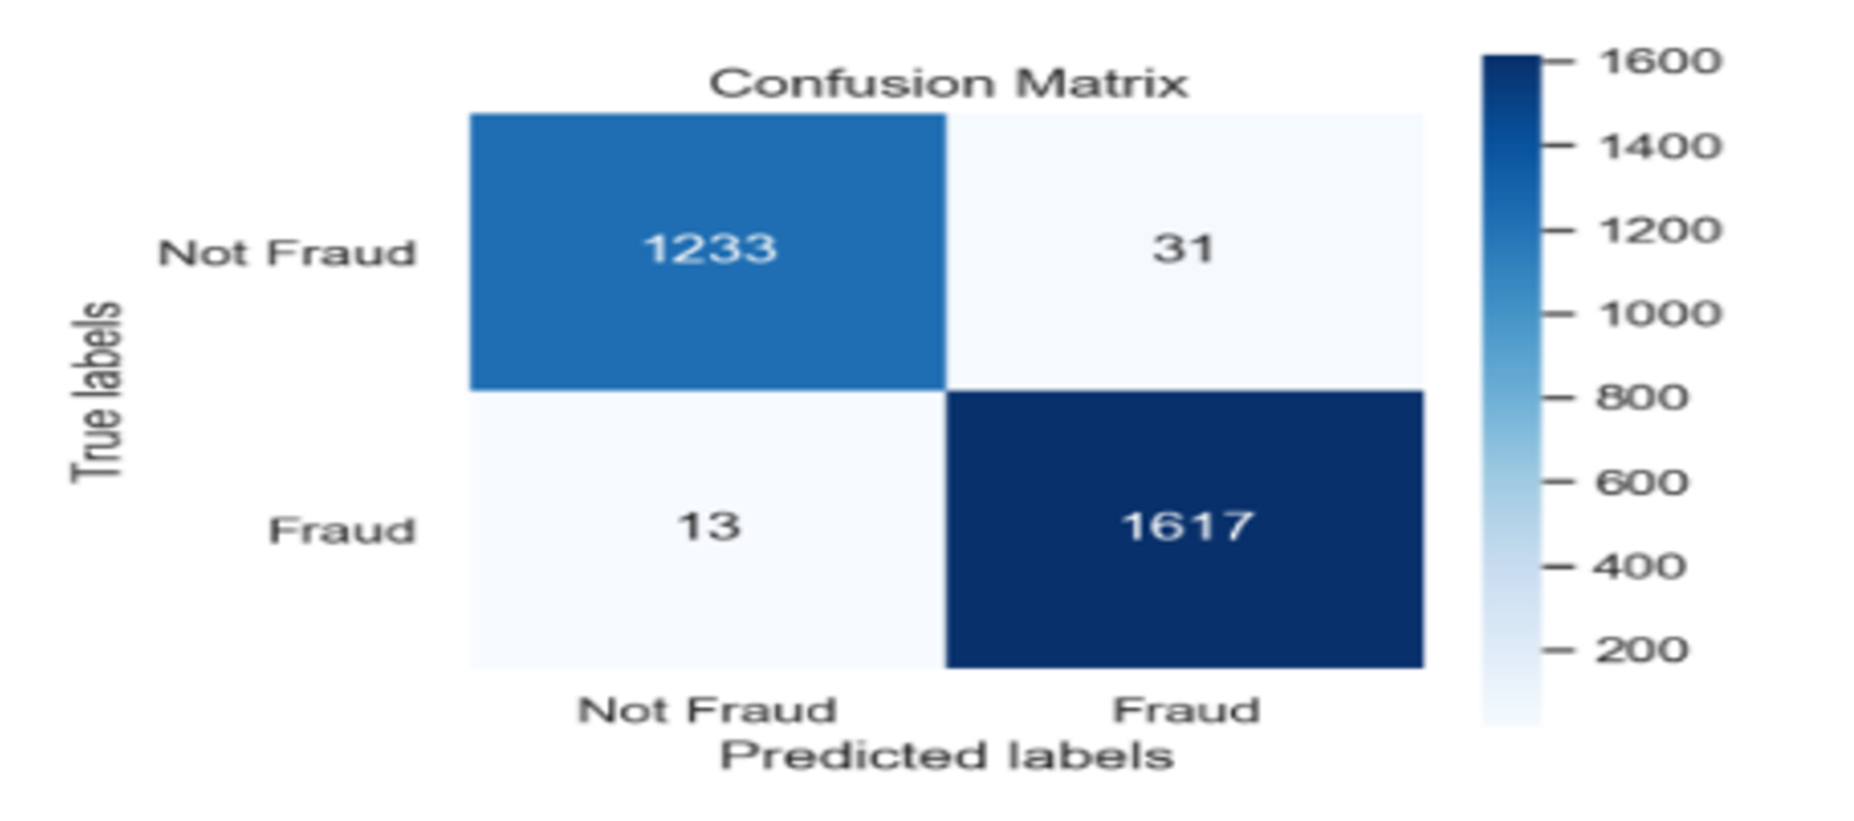 Confusion Matrix
True labels
Not Fraud
1233
31
Fraud
13
1617
Not Fraud
Fraud
Predicted labels
1600
1400
1200
1000
800
600
400
200